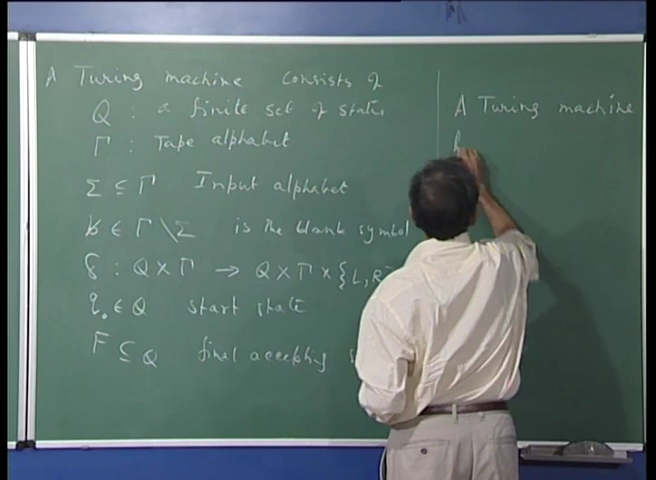 A Turing machine consists of
Q : a finite set of states
Γ : Tape alphabet
Σ ⊆ Γ Input alphabet
ƀ ∈ Γ \ Σ is the blank symbol
δ : Q × Γ → Q × Γ × {L, R
q₀ ∈ Q start state
F ⊆ Q final accepting
A Turing machine